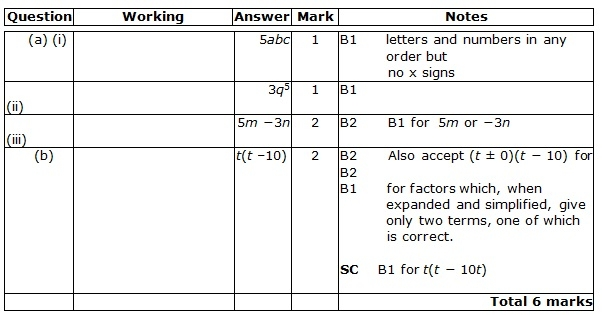 Question Working Answer Mark Notes
(a) (i) 5abc 1 B1 letters and numbers in any
order but
no x signs
3q⁵ 1 B1
(ii)
5m −3n 2 B2 B1 for 5m or −3n
(iii)
(b) t(t –10) 2 B2 Also accept (t ± 0)(t − 10) for
B2
B1 for factors which, when
expanded and simplified, give
only two terms, one of which
is correct.
SC B1 for t(t − 10t)
Total 6 marks